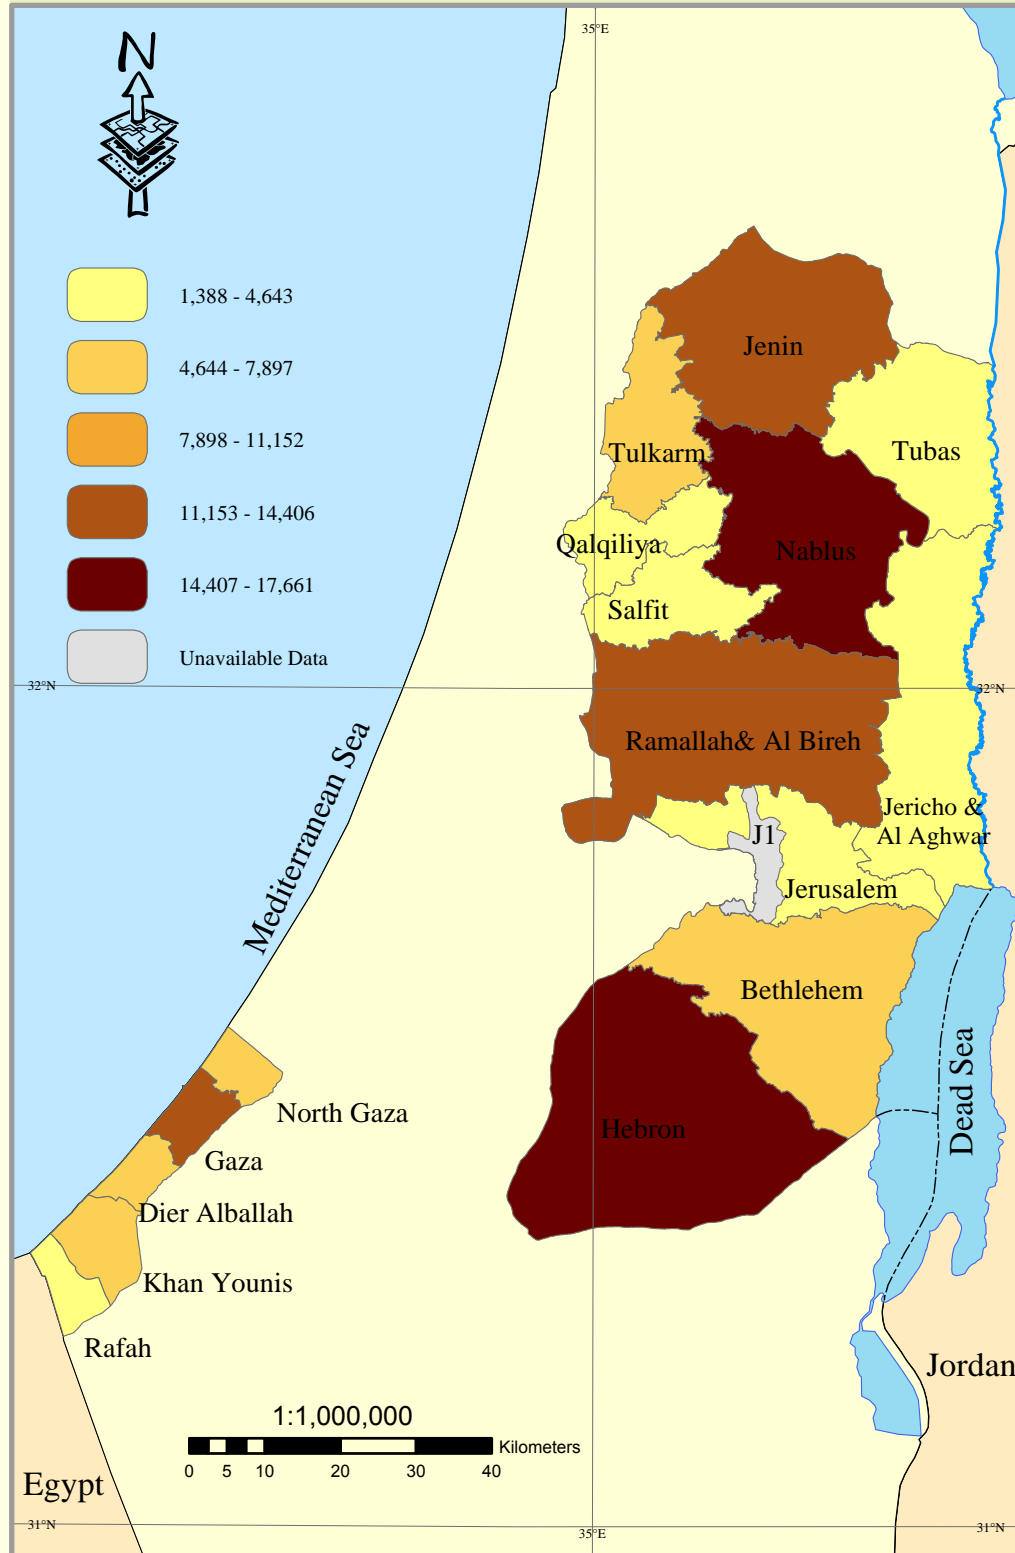 35°E
N
1,388 - 4,643
4,644 - 7,897
7,898 - 11,152
11,153 - 14,406
14,407 - 17,661
Unavailable Data
Jenin
Tulkarm
Tubas
Qalqiliya
Nablus
Salfit
32°N
32°N
Ramallah& Al Bireh
Mediterranean Sea
Jericho &
Al Aghwar
J1
Jerusalem
Bethlehem
Dead Sea
Hebron
North Gaza
Gaza
Dier Alballah
Khan Younis
Rafah
Jordan
1:1,000,000
Kilometers
0 5 10 20 30 40
Egypt
31°N
35°E
31°N